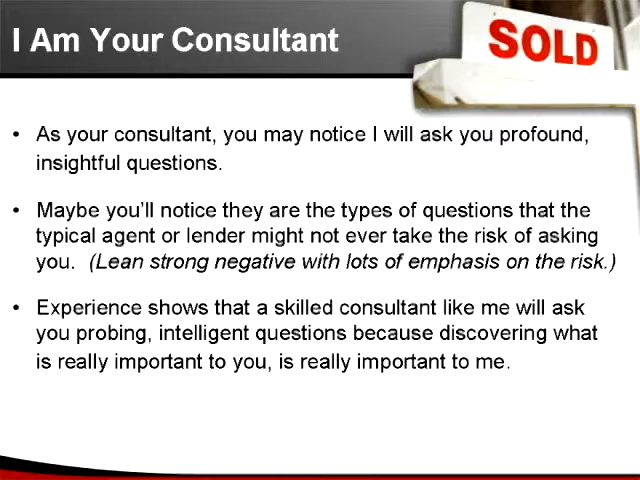 I Am Your Consultant
SOLD
• As your consultant, you may notice I will ask you profound,
insightful questions.
• Maybe you'll notice they are the types of questions that the
typical agent or lender might not ever take the risk of asking
you. (Lean strong negative with lots of emphasis on the risk.)
• Experience shows that a skilled consultant like me will ask
you probing, intelligent questions because discovering what
is really important to you, is really important to me.